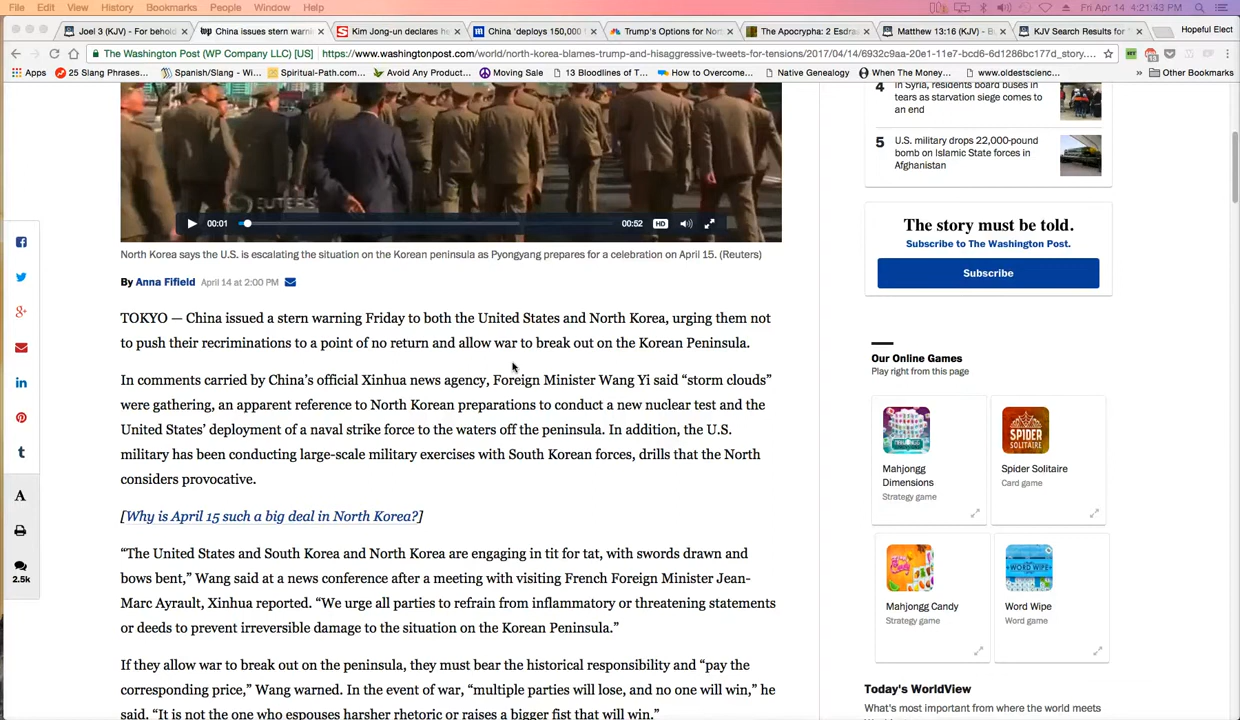 File Edit View History Bookmarks People Window Help Fri Apr 14 4:21:43 PM
Joel 3 (KJV) - For behold China issues stern warni Kim Jong-un declares he China 'deploys 150,000 Trump's Options for Nor The Apocrypha: 2 Esdra Matthew 13:16 (KJV) - B KJV Search Results for " Hopeful Elect
The Washington Post (WP Company LLC) [US] https://www.washingtonpost.com/world/north-korea-blames-trump-and-hisaggressive-tweets-for-tensions/2017/04/14/6932c9aa-20e1-11e7-bcd6-6d1286bc177d_story....
Apps 25 Slang Phrases... Spanish/Slang - Wi... Spiritual-Path.com... Avoid Any Product... Moving Sale 13 Bloodlines of T... How to Overcome... Native Genealogy When The Money... www.oldestscienc... » Other Bookmarks
REUTERS
00:01 00:52 HD
North Korea says the U.S. is escalating the situation on the Korean peninsula as Pyongyang prepares for a celebration on April 15. (Reuters)
By Anna Fifield April 14 at 2:00 PM
TOKYO — China issued a stern warning Friday to both the United States and North Korea, urging them not
to push their recriminations to a point of no return and allow war to break out on the Korean Peninsula.
In comments carried by China's official Xinhua news agency, Foreign Minister Wang Yi said “storm clouds”
were gathering, an apparent reference to North Korean preparations to conduct a new nuclear test and the
United States' deployment of a naval strike force to the waters off the peninsula. In addition, the U.S.
military has been conducting large-scale military exercises with South Korean forces, drills that the North
considers provocative.
[Why is April 15 such a big deal in North Korea?]
“The United States and South Korea and North Korea are engaging in tit for tat, with swords drawn and
bows bent,” Wang said at a news conference after a meeting with visiting French Foreign Minister Jean-
Marc Ayrault, Xinhua reported. “We urge all parties to refrain from inflammatory or threatening statements
or deeds to prevent irreversible damage to the situation on the Korean Peninsula.”
If they allow war to break out on the peninsula, they must bear the historical responsibility and “pay the
corresponding price,” Wang warned. In the event of war, “multiple parties will lose, and no one will win,” he
said. “It is not the one who espouses harsher rhetoric or raises a bigger fist that will win.”
A
2.5k
4 In Syria, residents board buses in
tears as starvation siege comes to
an end
5 U.S. military drops 22,000-pound
bomb on Islamic State forces in
Afghanistan
The story must be told.
Subscribe to The Washington Post.
Subscribe
Our Online Games
Play right from this page
SPIDER
SOLITAIRE
Mahjongg
Dimensions
Strategy game
Spider Solitaire
Card game
WORD WIPE
Mahjongg Candy
Strategy game
Word Wipe
Word game
Today's WorldView
What's most important from where the world meets